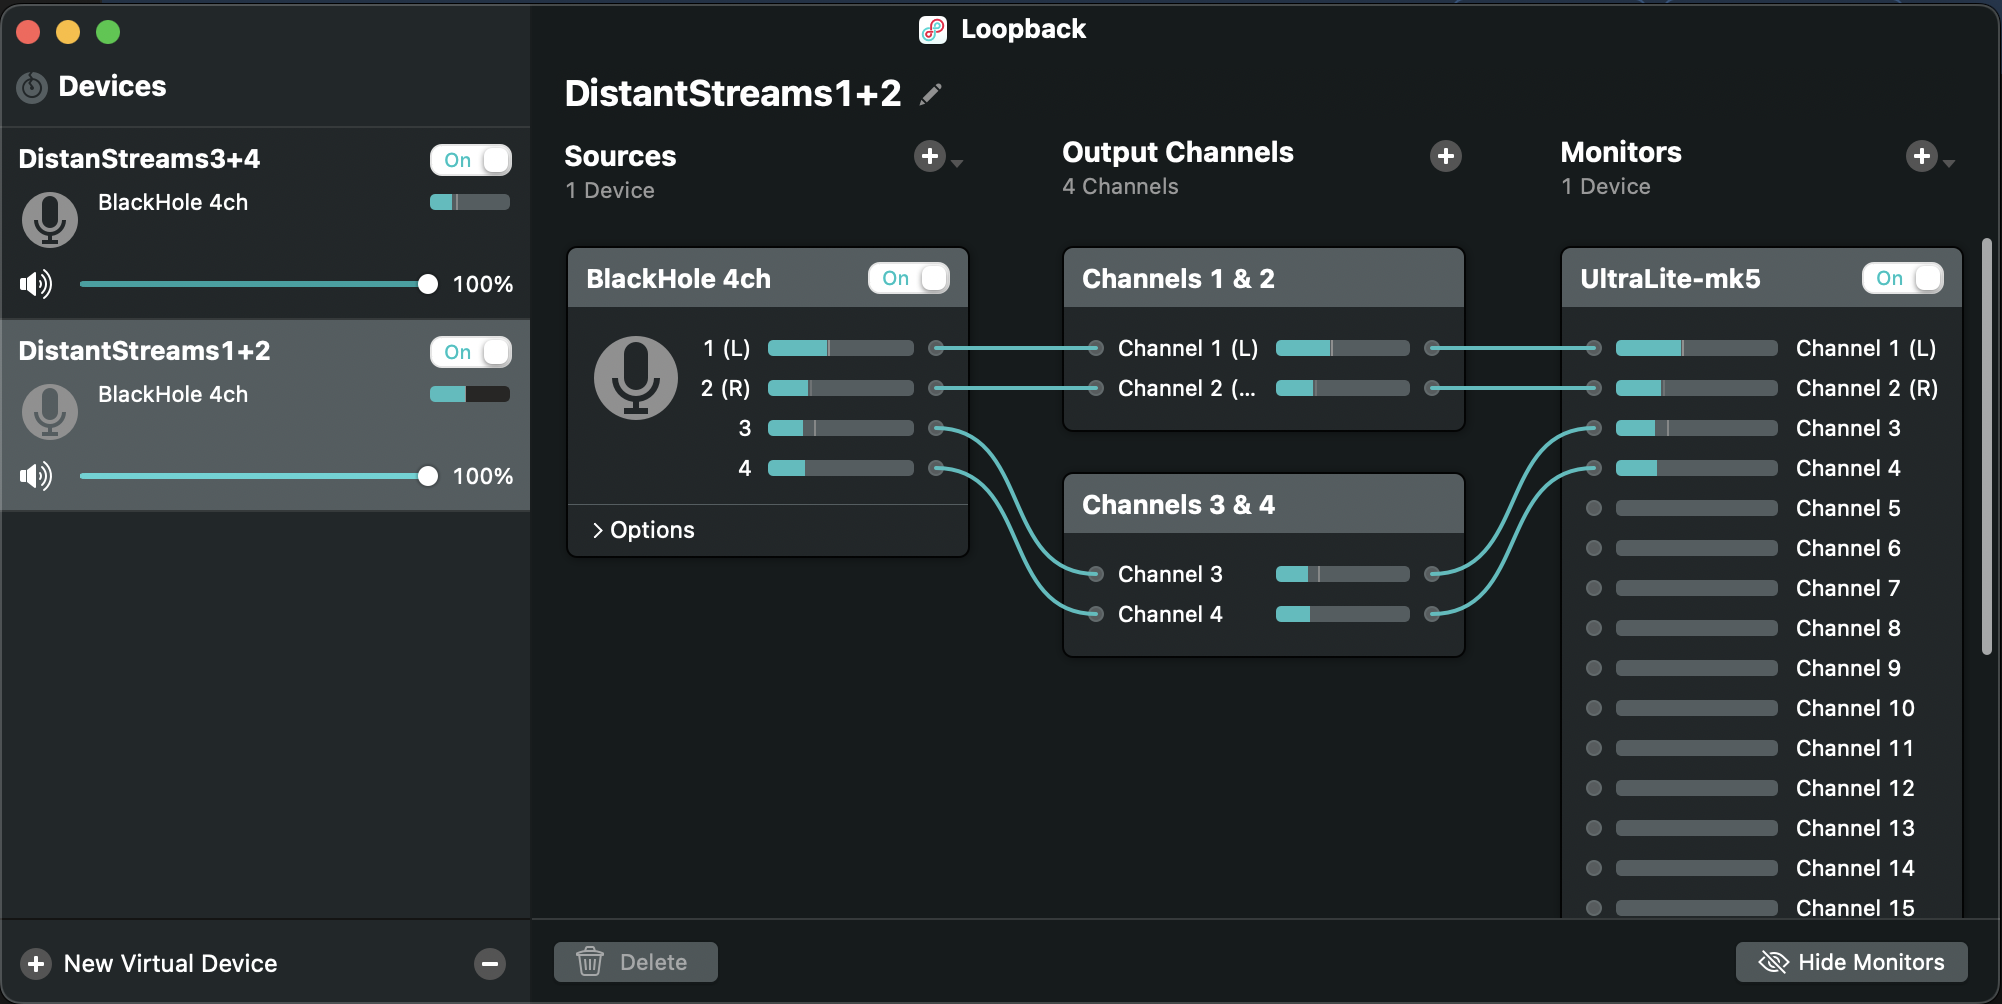 Loopback
Devices
DistanStreams3+4
On
BlackHole 4ch
100%
DistantStreams1+2
On
BlackHole 4ch
100%
New Virtual Device
DistantStreams1+2
Sources
1 Device
BlackHole 4ch
On
1 (L)
2 (R)
3
4
Options
Output Channels
4 Channels
Channels 1 & 2
Channel 1 (L)
Channel 2 (...
Channels 3 & 4
Channel 3
Channel 4
Monitors
1 Device
UltraLite-mk5
On
Channel 1 (L)
Channel 2 (R)
Channel 3
Channel 4
Channel 5
Channel 6
Channel 7
Channel 8
Channel 9
Channel 10
Channel 11
Channel 12
Channel 13
Channel 14
Channel 15
Delete
Hide Monitors